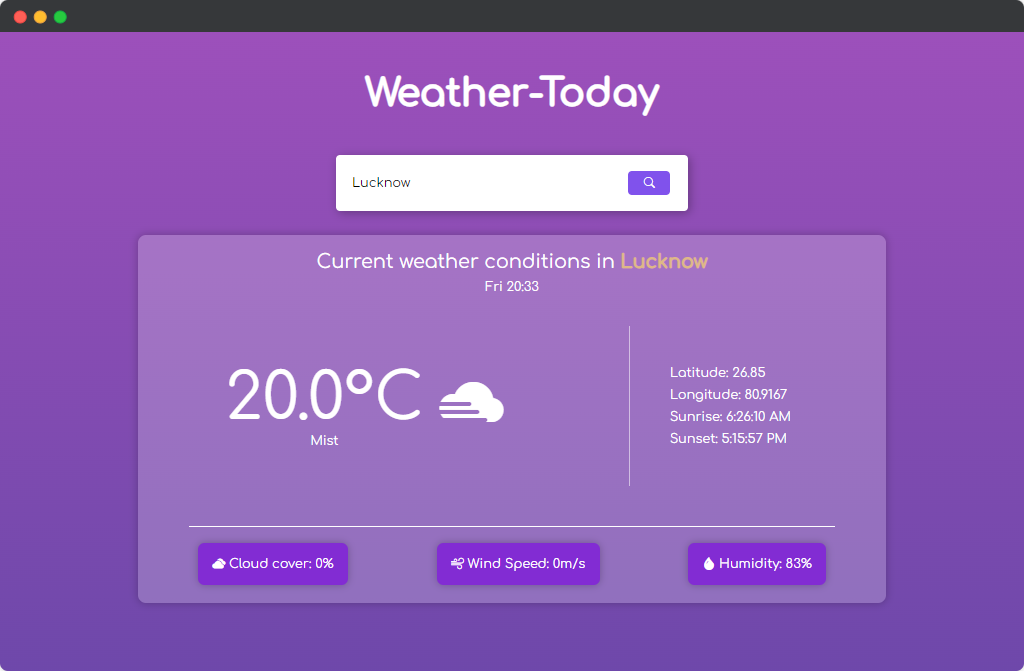 Weather-Today
Lucknow
Current weather conditions in Lucknow
Fri 20:33
20.0°C
Mist
Latitude: 26.85
Longitude: 80.9167
Sunrise: 6:26:10 AM
Sunset: 5:15:57 PM
Cloud cover: 0%
Wind Speed: 0m/s
Humidity: 83%